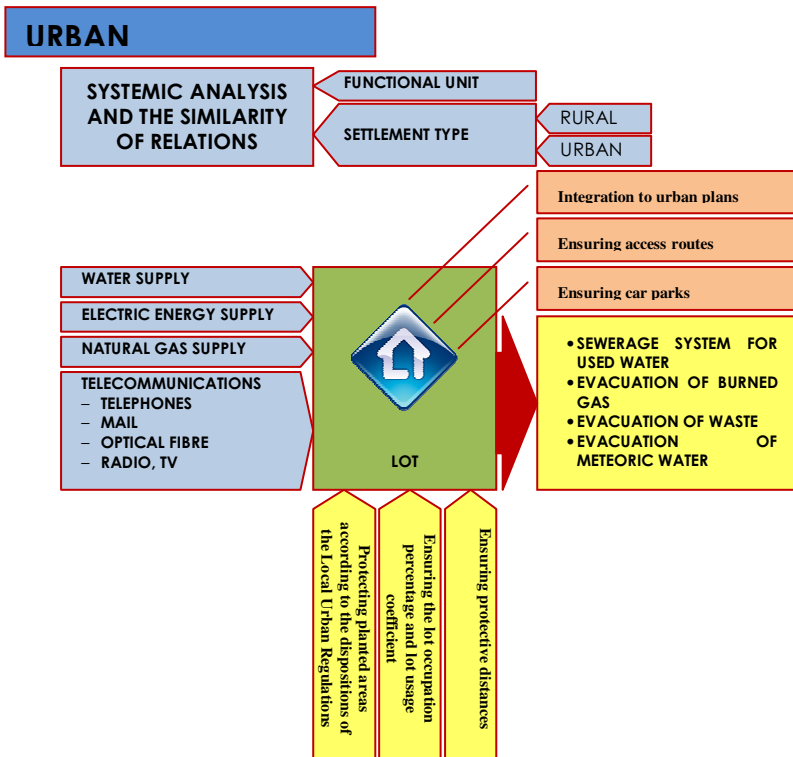 URBAN
SYSTEMIC ANALYSIS
AND THE SIMILARITY
OF RELATIONS
FUNCTIONAL UNIT
SETTLEMENT TYPE
RURAL
URBAN
Integration to urban plans
Ensuring access routes
Ensuring car parks
WATER SUPPLY
ELECTRIC ENERGY SUPPLY
NATURAL GAS SUPPLY
TELECOMMUNICATIONS
– TELEPHONES
– MAIL
– OPTICAL FIBRE
– RADIO, TV
LOT
• SEWERAGE SYSTEM FOR
USED WATER
• EVACUATION OF BURNED
GAS
• EVACUATION OF WASTE
• EVACUATION OF
METEORIC WATER
Protecting planted areas
according to the dispositions of
the Local Urban Regulations
Ensuring the lot occupation
percentage and lot usage
coefficient
Ensuring protective distances